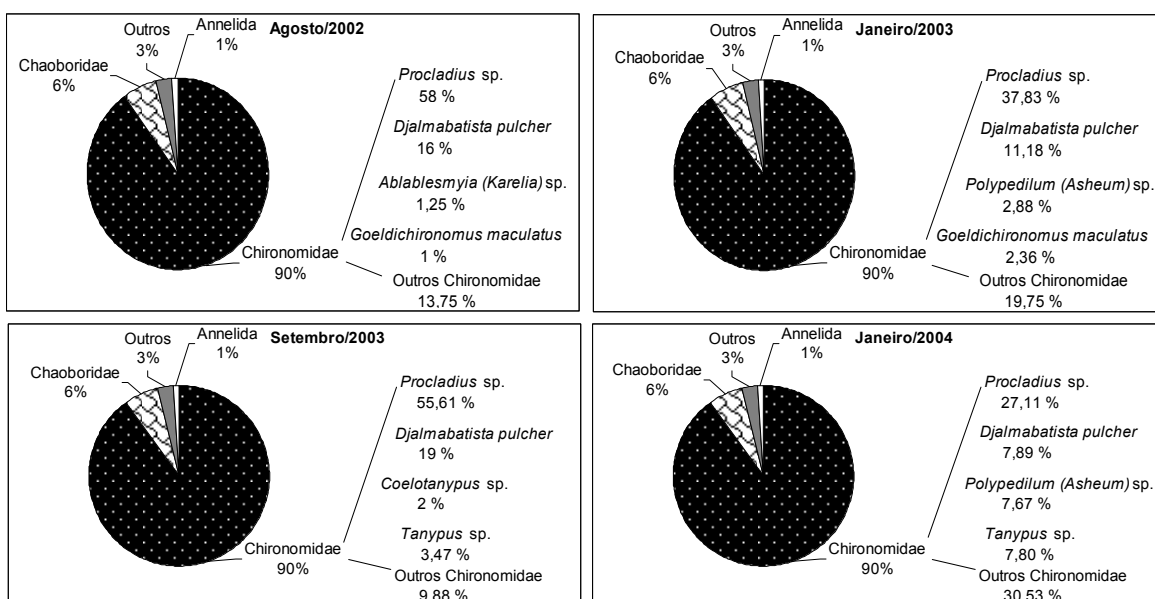 Agosto/2002
Annelida
1%
Outros
3%
Chaoboridae
6%
Procladius sp.
58 %
Djalmabatista pulcher
16 %
Ablablesmyia (Karelia) sp.
1,25 %
Goeldichironomus maculatus
1 %
Chironomidae
90%
Outros Chironomidae
13,75 %
Janeiro/2003
Annelida
1%
Outros
3%
Chaoboridae
6%
Procladius sp.
37,83 %
Djalmabatista pulcher
11,18 %
Polypedilum (Asheum) sp.
2,88 %
Goeldichironomus maculatus
2,36 %
Chironomidae
90%
Outros Chironomidae
19,75 %
Setembro/2003
Annelida
1%
Outros
3%
Chaoboridae
6%
Procladius sp.
55,61 %
Djalmabatista pulcher
19 %
Coelotanypus sp.
2 %
Tanypus sp.
3,47 %
Chironomidae
90%
Outros Chironomidae
9,88 %
Janeiro/2004
Annelida
1%
Outros
3%
Chaoboridae
6%
Procladius sp.
27,11 %
Djalmabatista pulcher
7,89 %
Polypedilum (Asheum) sp.
7,67 %
Tanypus sp.
7,80 %
Chironomidae
90%
Outros Chironomidae
30,53 %